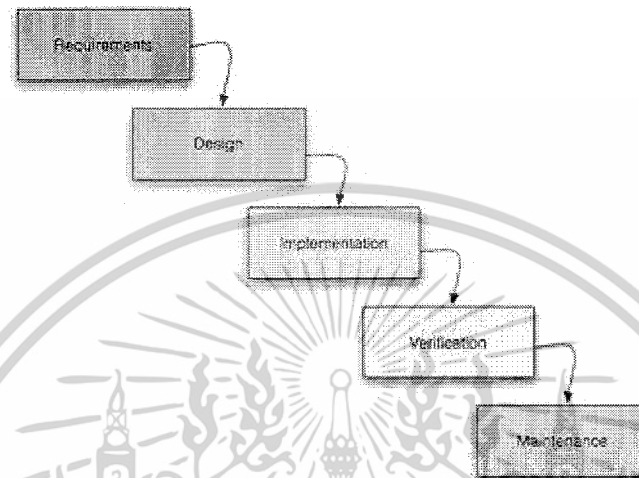 Requirements
Design
Implementation
Verification
Maintenance